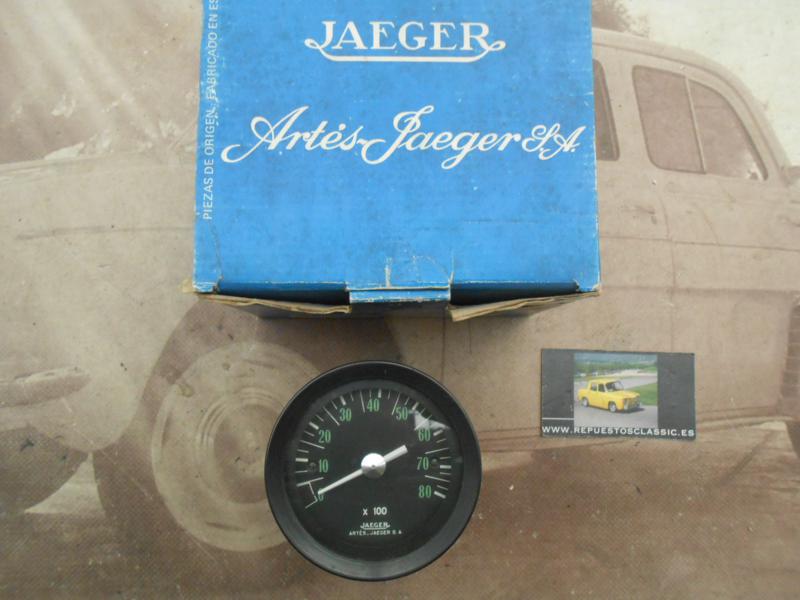 JAEGER
Artés-Jaeger S.A.
PIEZAS DE ORIGEN. FABRICADO EN ES
0
10
20
30
40
50
60
70
80
x 100
JAEGER
ARTÉS-JAEGER S.A.
WWW.REPUESTOSCLASSIC.ES